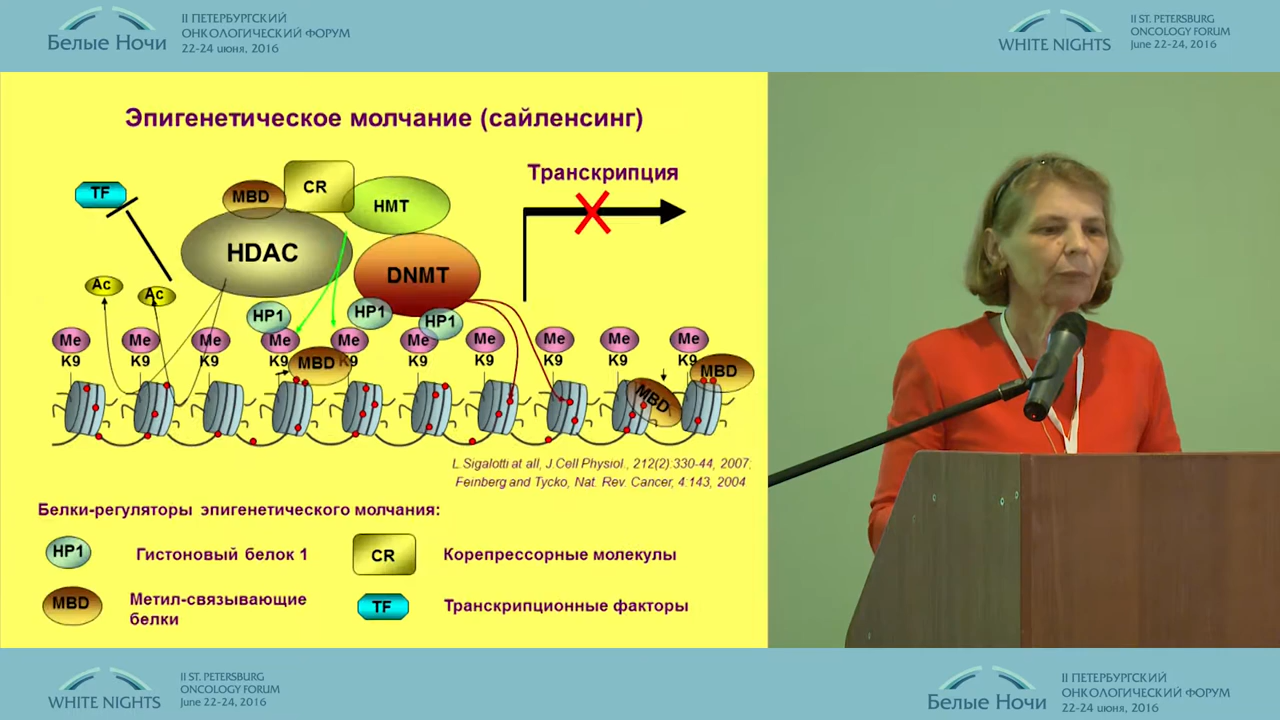 Белые Ночи
II ПЕТЕРБУРГСКИЙ
ОНКОЛОГИЧЕСКИЙ ФОРУМ
22-24 июня, 2016
WHITE NIGHTS
II ST. PETERSBURG
ONCOLOGY FORUM
June 22-24, 2016
Эпигенетическое молчание (сайленсинг)
Транскрипция
TF
MBD
CR
HMT
HDAC
DNMT
Ac
Ac
HP1
HP1
HP1
Me
Me
Me
Me
Me
Me
Me
Me
Me
Me
K9
K9
K9
K9
MBD
K9
K9
K9
K9
K9
K9
MBD
MBD
L.Sigalotti at all, J.Cell Physiol., 212(2):330-44, 2007;
Feinberg and Tycko, Nat. Rev. Cancer, 4:143, 2004
Белки-регуляторы эпигенетического молчания:
HP1
Гистоновый белок 1
CR
Корепрессорные молекулы
MBD
Метил-связывающие
белки
TF
Транскрипционные факторы
WHITE NIGHTS
II ST. PETERSBURG
ONCOLOGY FORUM
June 22-24, 2016
Белые Ночи
II ПЕТЕРБУРГСКИЙ
ОНКОЛОГИЧЕСКИЙ ФОРУМ
22-24 июня, 2016